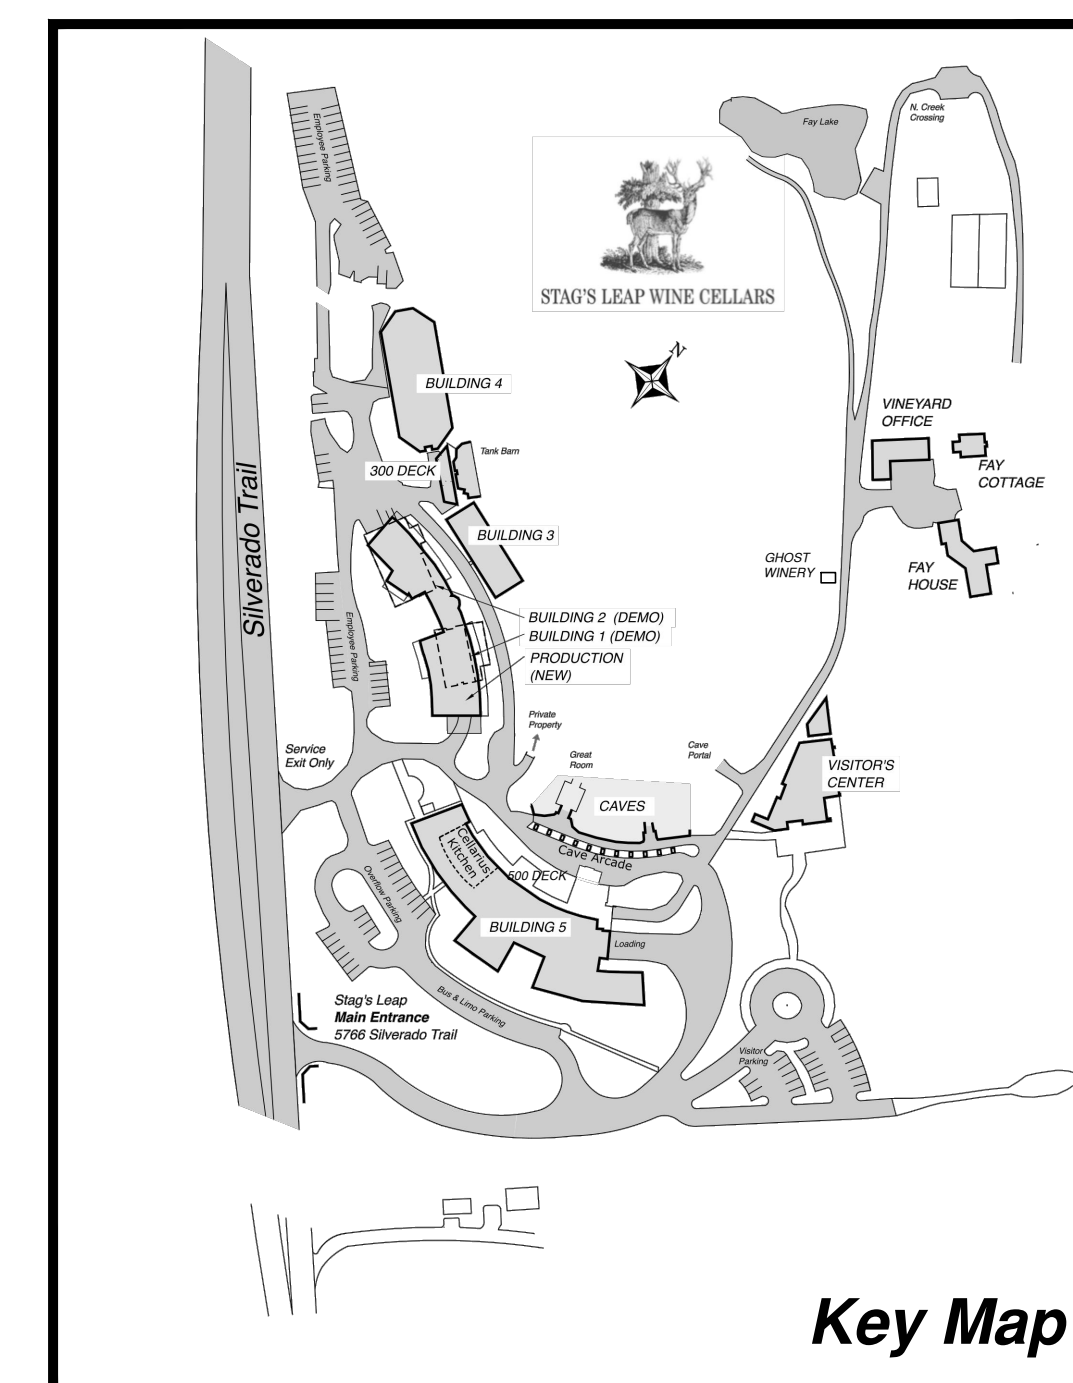 N. Creek
Crossing
Fay Lake
Employee Parking
STAG'S LEAP WINE CELLARS
N
BUILDING 4
VINEYARD
OFFICE
Tank Barn
300 DECK
FAY
COTTAGE
Silverado Trail
BUILDING 3
GHOST
WINERY
FAY
HOUSE
BUILDING 2 (DEMO)
BUILDING 1 (DEMO)
PRODUCTION
(NEW)
Employee Parking
Private
Property
Service
Exit Only
Great
Room
Cave
Portal
VISITOR'S
CENTER
CAVES
Cave Arcade
Cellarius
Kitchen
500 DECK
Overflow Parking
BUILDING 5
Loading
Bus & Limo Parking
Stag's Leap
Main Entrance
5766 Silverado Trail
Visitor
Parking
Key Map